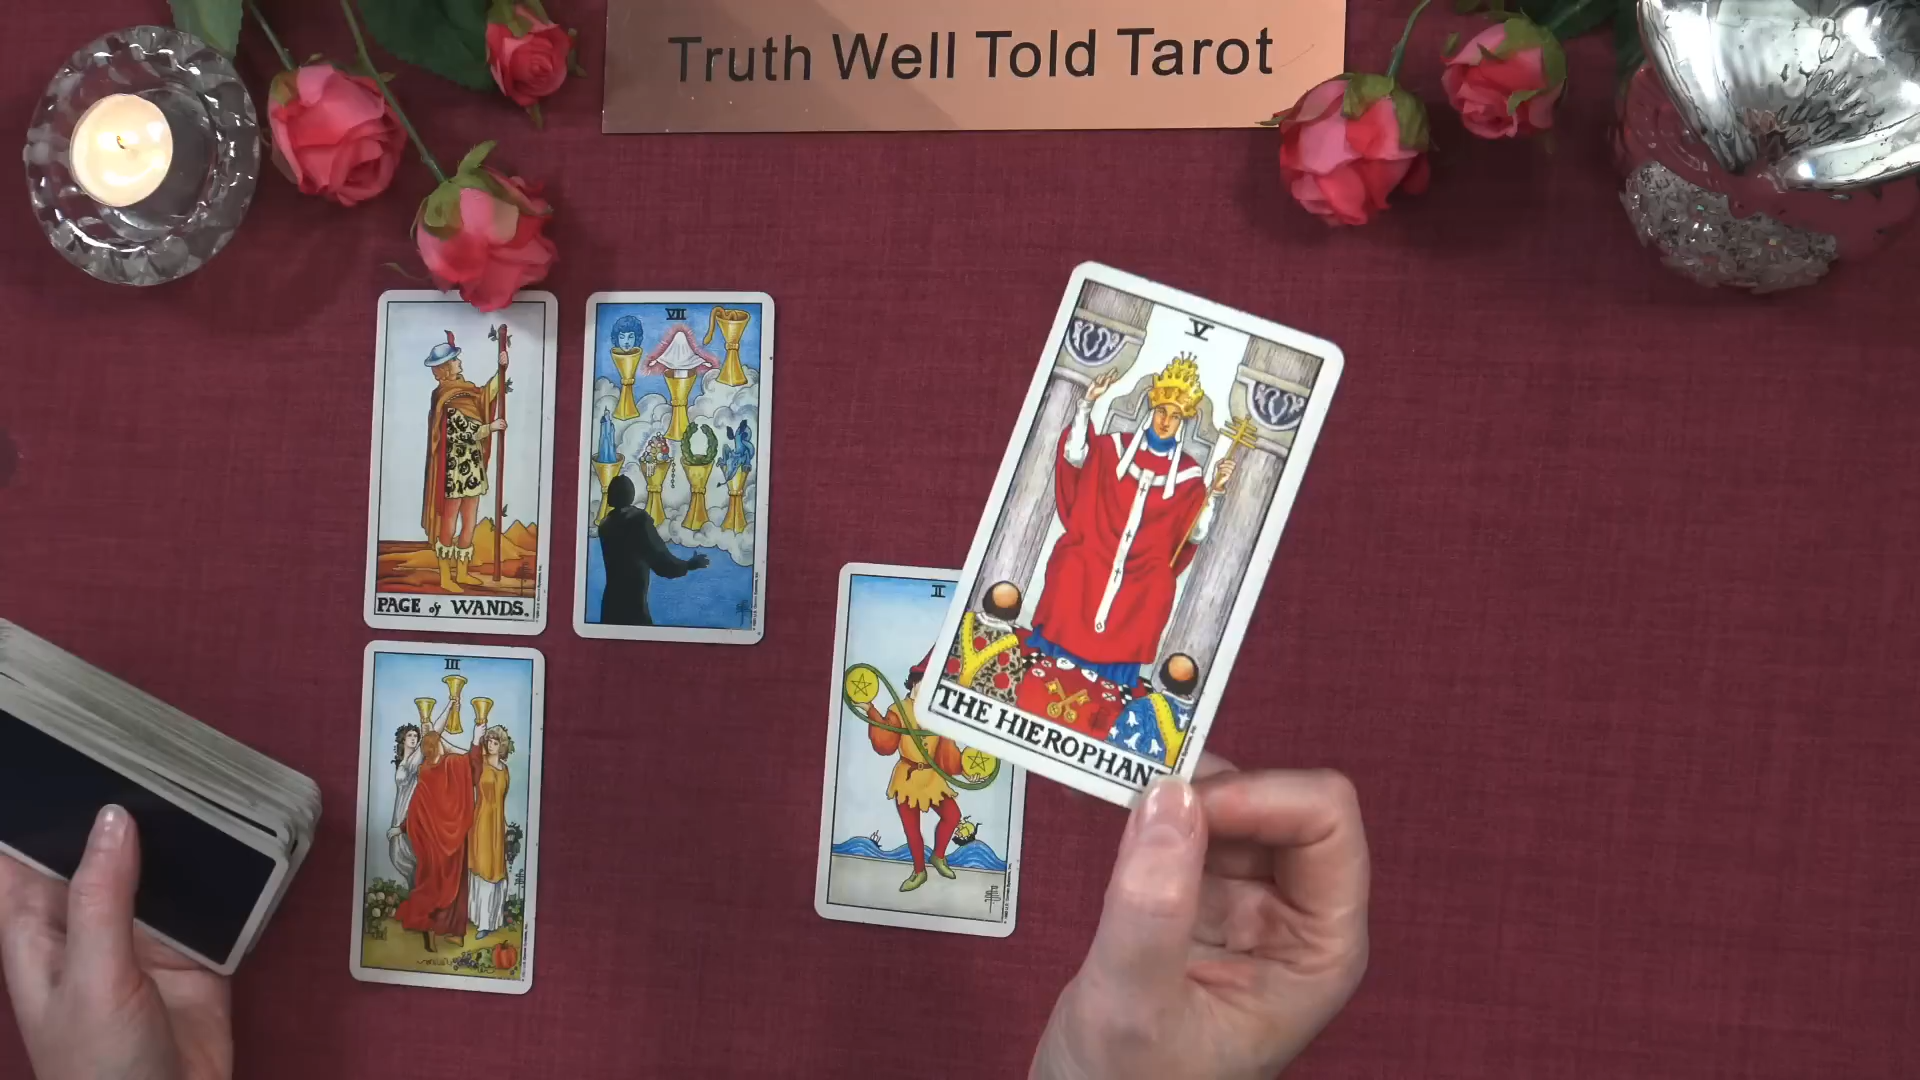 Truth Well Told Tarot
PAGE of WANDS.
VII
III
II
V
THE HIEROPHANT